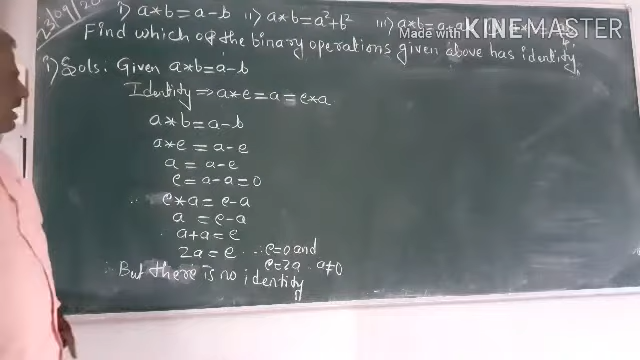 23/09/20
i) a*b=a-b ii) a*b=a²+b² iii) a*b=a+a
Made with KINEMASTER
Find which of the binary operations given above has identity.
i) Sols: Given a*b=a-b
Identity ⇒ a*e=a=e*a
a*b=a-b
a*e=a-e
a=a-e
e=a-a=0
∴ e*a=e-a
a=e-a
a+a=e
2a=e ∴ e=0 and
e=2a a≠0
∴ But there is no identity